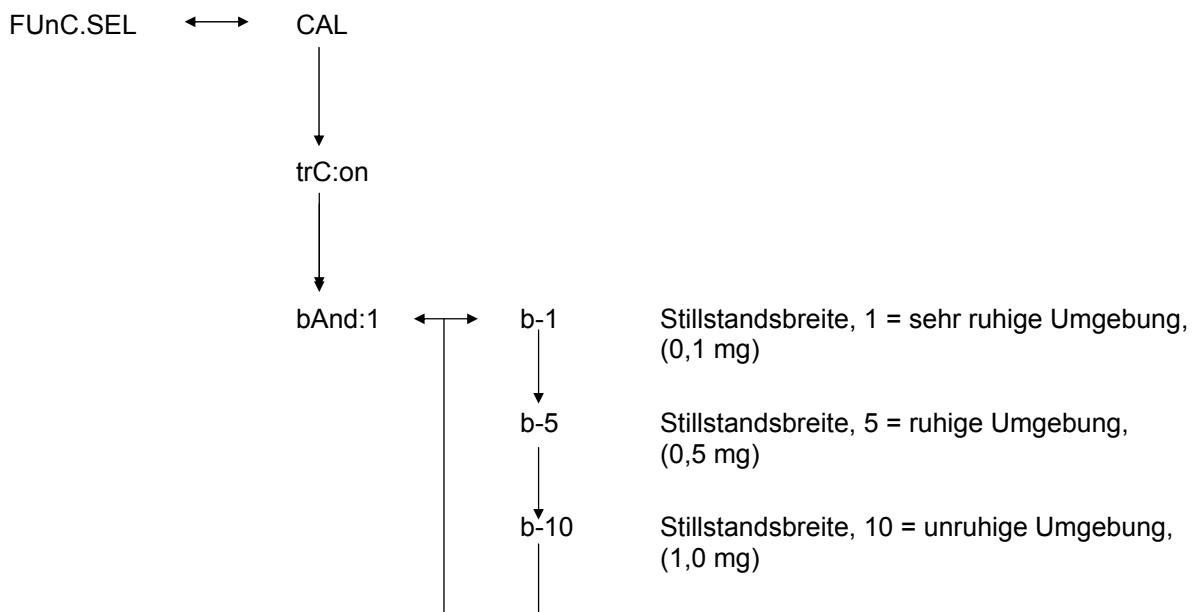 FUnC.SEL CAL
trC:on
bAnd:1 b-1 Stillstandsbreite, 1 = sehr ruhige Umgebung,
(0,1 mg)
b-5 Stillstandsbreite, 5 = ruhige Umgebung,
(0,5 mg)
b-10 Stillstandsbreite, 10 = unruhige Umgebung,
(1,0 mg)